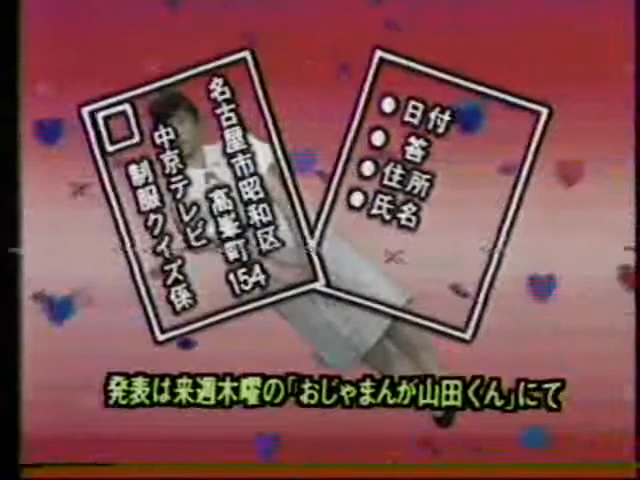 名古屋市昭和区
高峯町154
中京テレビ
制服クイズ係
●日付
●答
●住所
●氏名
発表は来週木曜の「おじゃまんが山田くん」にて